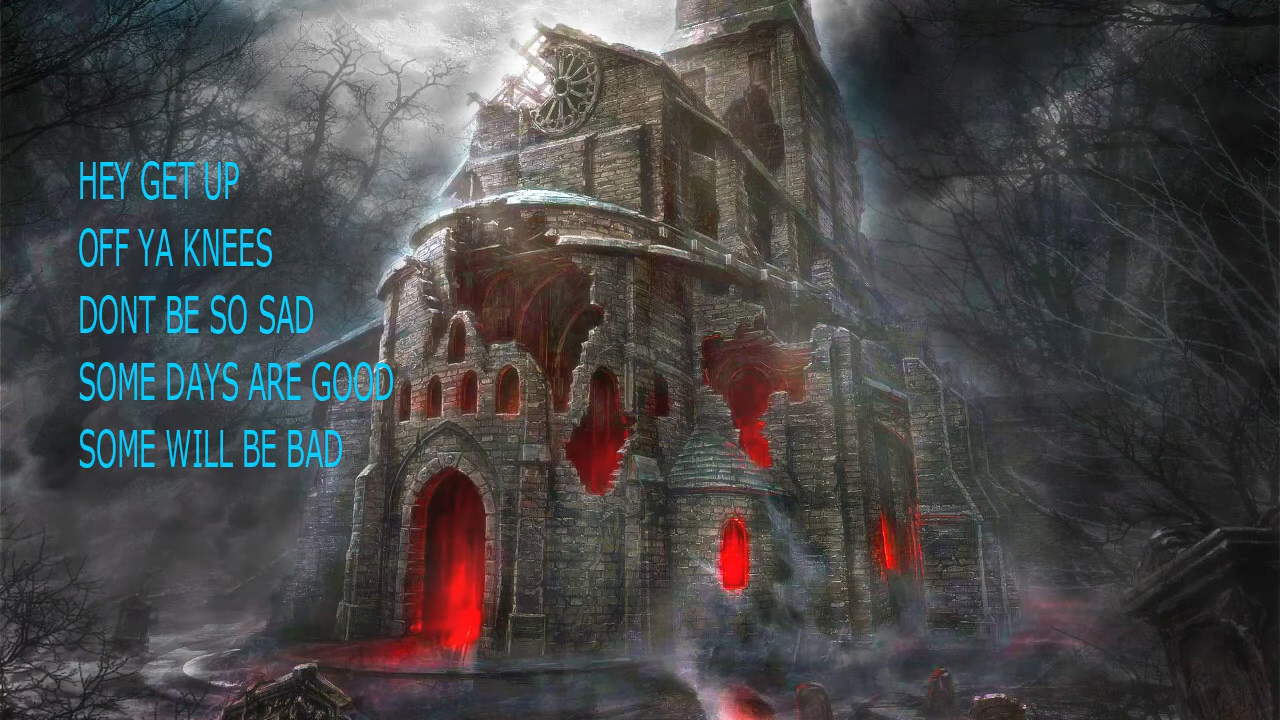 HEY GET UP
OFF YA KNEES
DONT BE SO SAD
SOME DAYS ARE GOOD
SOME WILL BE BAD